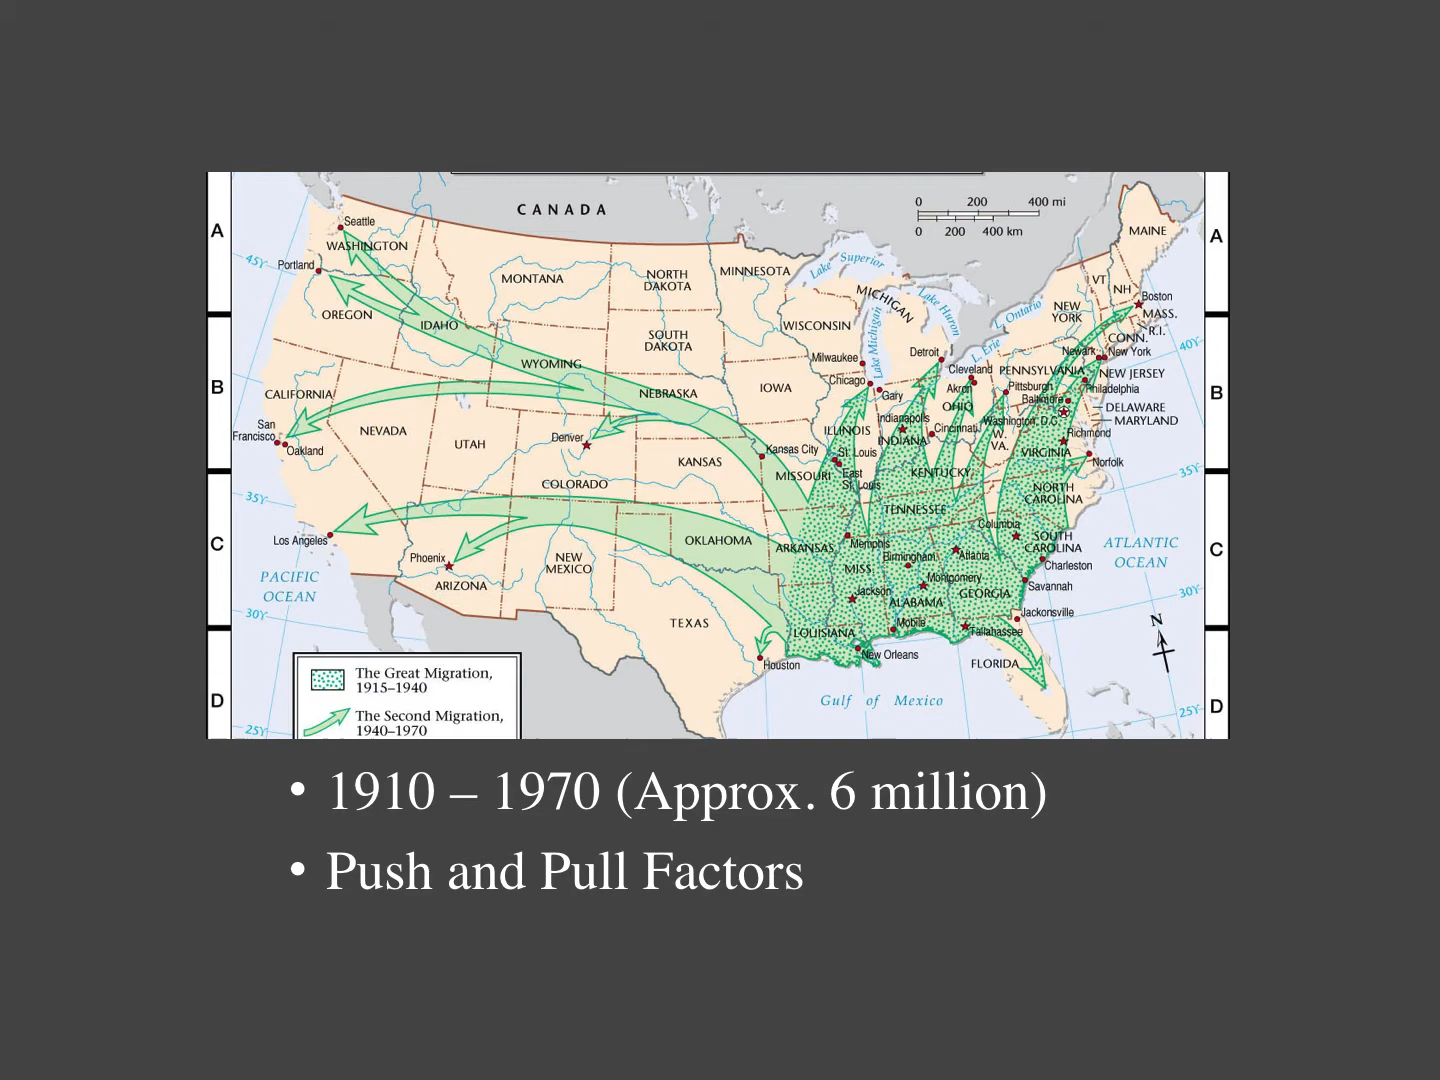 CANADA
0 200 400 mi
0 200 400 km
A
A
B
B
C
C
D
D
45°
35°
30°
25°
40°
35°
30°
25°
Seattle
WASHINGTON
Portland
OREGON
IDAHO
MONTANA
NORTH
DAKOTA
MINNESOTA
Lake Superior
MICHIGAN
Lake Huron
Lake Michigan
L. Ontario
L. Erie
MAINE
VT
NH
NEW
YORK
Boston
MASS.
R.I.
CONN.
SOUTH
DAKOTA
WISCONSIN
WYOMING
Milwaukee
Detroit
Cleveland
Newark
New York
PENNSYLVANIA
NEW JERSEY
Chicago
Gary
Akron
Pittsburgh
Philadelphia
CALIFORNIA
NEBRASKA
IOWA
OHIO
Baltimore
DELAWARE
MARYLAND
Washington, D.C.
San
Francisco
Oakland
NEVADA
UTAH
Denver
COLORADO
KANSAS
Kansas City
MISSOURI
ILLINOIS
Indianapolis
INDIANA
Cincinnati
W.
VA.
Richmond
VIRGINIA
Norfolk
St. Louis
East
St. Louis
KENTUCKY
NORTH
CAROLINA
TENNESSEE
Columbia
SOUTH
CAROLINA
Los Angeles
Phoenix
ARIZONA
NEW
MEXICO
OKLAHOMA
ARKANSAS
Memphis
Birmingham
Atlanta
Charleston
ATLANTIC
OCEAN
PACIFIC
OCEAN
MISS.
Montgomery
Jackson
ALABAMA
GEORGIA
Savannah
TEXAS
LOUISIANA
Mobile
Jackonsville
Tallahassee
Houston
New Orleans
FLORIDA
Gulf of Mexico
N
The Great Migration,
1915–1940
The Second Migration,
1940–1970
• 1910 – 1970 (Approx. 6 million)
• Push and Pull Factors